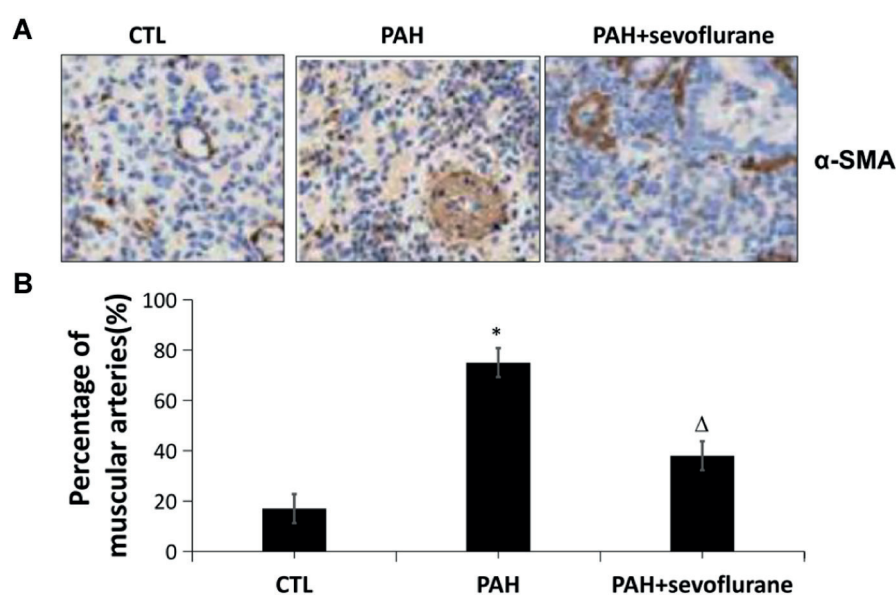 A
CTL
PAH
PAH+sevoflurane
α-SMA
B
Percentage of
muscular arteries(%)
100
80
60
40
20
0
*
Δ
CTL
PAH
PAH+sevoflurane